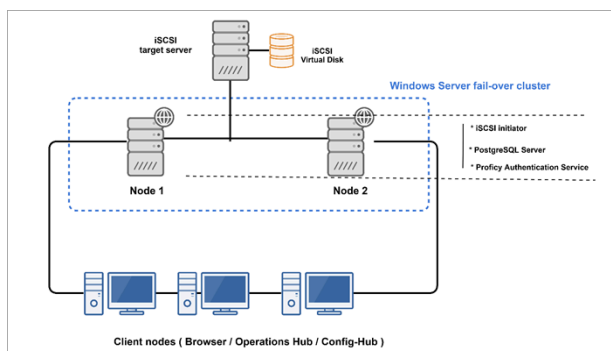 iSCSI
target server
iSCSI
Virtual Disk
Windows Server fail-over cluster
* iSCSI initiator
* PostgreSQL Server
* Proficy Authentication Service
Node 1
Node 2
Client nodes ( Browser / Operations Hub / Config-Hub )